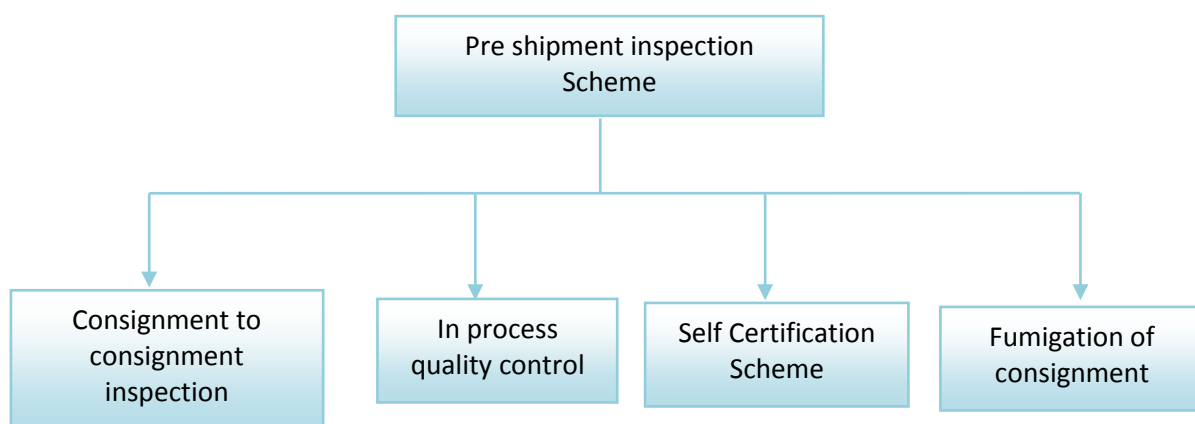 Pre shipment inspection
Scheme
Consignment to
consignment
inspection
In process
quality control
Self Certification
Scheme
Fumigation of
consignment